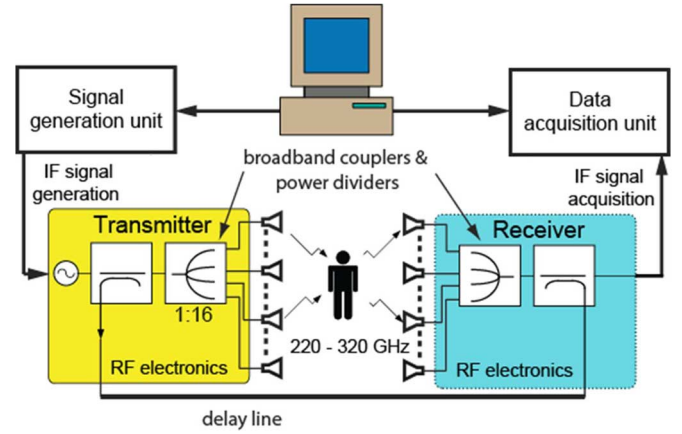 Signal
generation unit
Data
acquisition unit
IF signal
generation
broadband couplers &
power dividers
IF signal
acquisition
Transmitter
Receiver
1:16
220 - 320 GHz
RF electronics
RF electronics
delay line